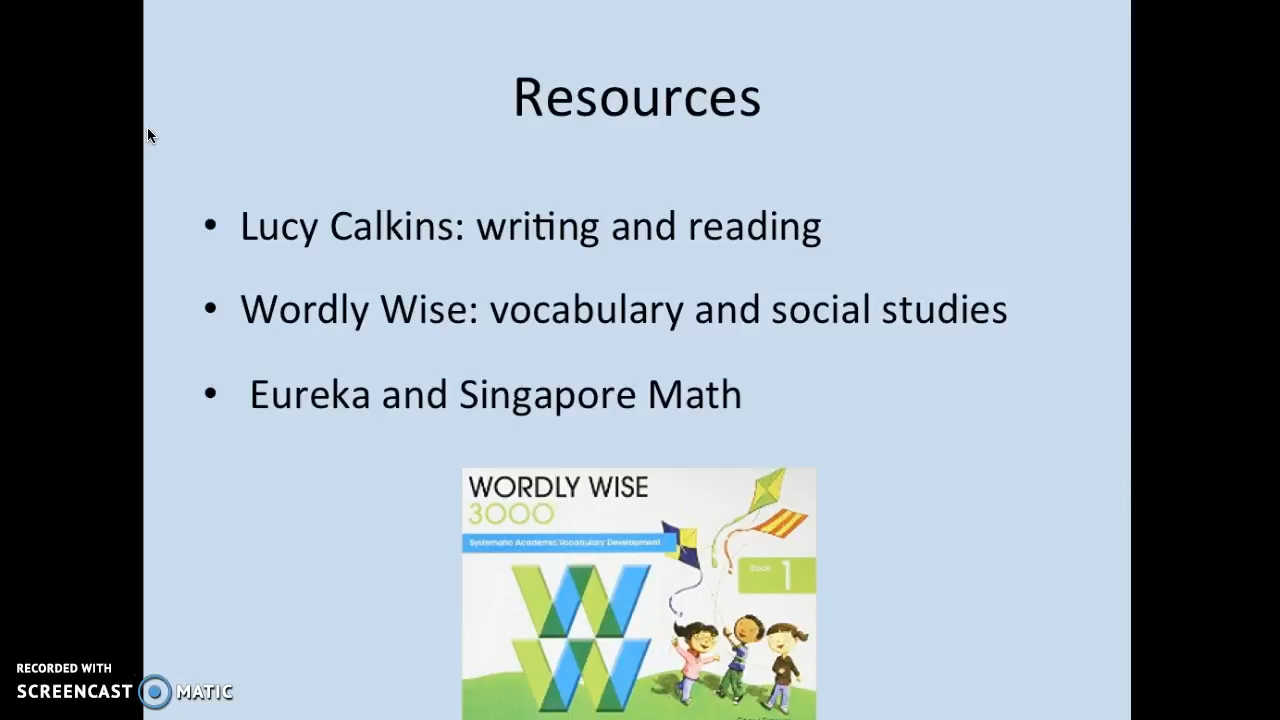 Resources
• Lucy Calkins: writing and reading
• Wordly Wise: vocabulary and social studies
• Eureka and Singapore Math
WORDLY WISE
3000
Systematic Academic Vocabulary Development
Book 1
W
W
RECORDED WITH
SCREENCAST MATIC